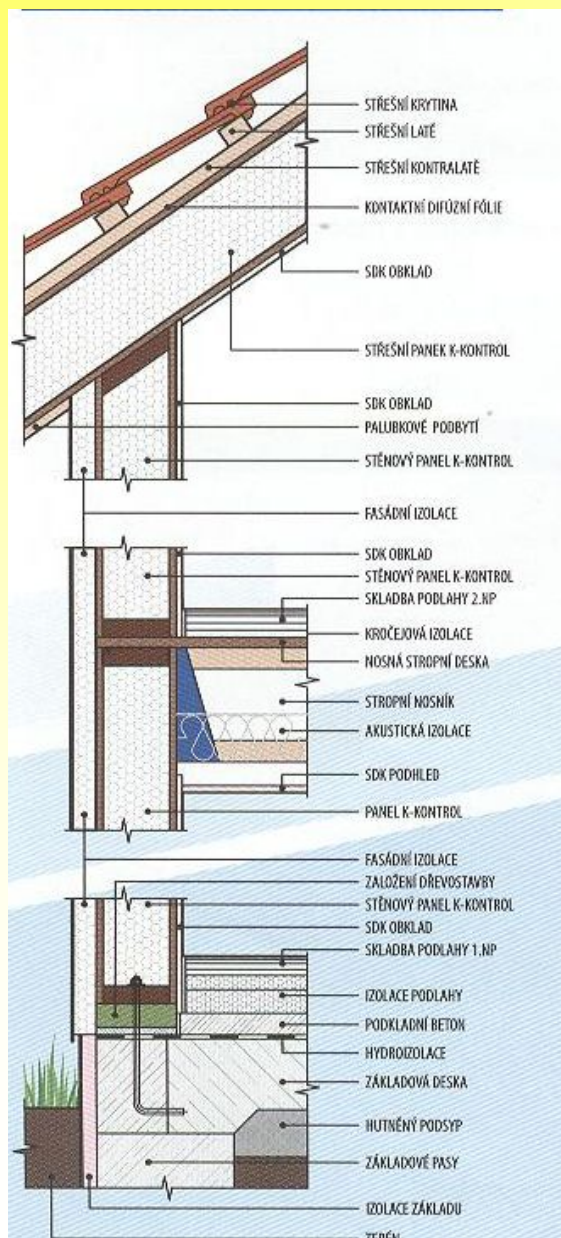 STŘEŠNÍ KRYTINA
STŘEŠNÍ LATĚ
STŘEŠNÍ KONTRALATĚ
KONTAKTNÍ DIFÚZNÍ FÓLIE
SDK OBKLAD
STŘEŠNÍ PANEK K-KONTROL
SDK OBKLAD
PALUBKOVÉ PODBYTÍ
STĚNOVÝ PANEL K-KONTROL
FASÁDNÍ IZOLACE
SDK OBKLAD
STĚNOVÝ PANEL K-KONTROL
SKLADBA PODLAHY 2.NP
KROČEJOVÁ IZOLACE
NOSNÁ STROPNÍ DESKA
STROPNÍ NOSNÍK
AKUSTICKÁ IZOLACE
SDK PODHLED
PANEL K-KONTROL
FASÁDNÍ IZOLACE
ZALOŽENÍ DŘEVOSTAVBY
STĚNOVÝ PANEL K-KONTROL
SDK OBKLAD
SKLADBA PODLAHY 1.NP
IZOLACE PODLAHY
PODKLADNÍ BETON
HYDROIZOLACE
ZÁKLADOVÁ DESKA
HUTNĚNÝ PODSYP
ZÁKLADOVÉ PASY
IZOLACE ZÁKLADU
TERÉN